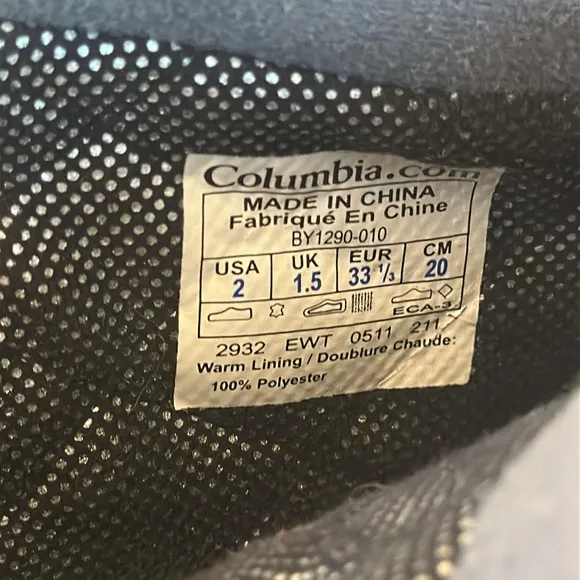 Columbia.com
MADE IN CHINA
Fabriqué En Chine
BY1290-010
USA UK EUR CM
2 1.5 33 1/3 20
ECA-3
2932 EWT 0511 211
Warm Lining / Doublure Chaude:
100% Polyester